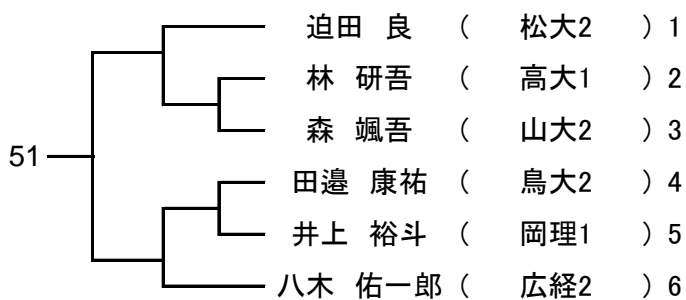 迫田 良 ( 松大2 ) 1
林 研吾 ( 高大1 ) 2
森 颯吾 ( 山大2 ) 3
51
田邉 康祐 ( 鳥大2 ) 4
井上 裕斗 ( 岡理1 ) 5
八木 佑一郎 ( 広経2 ) 6